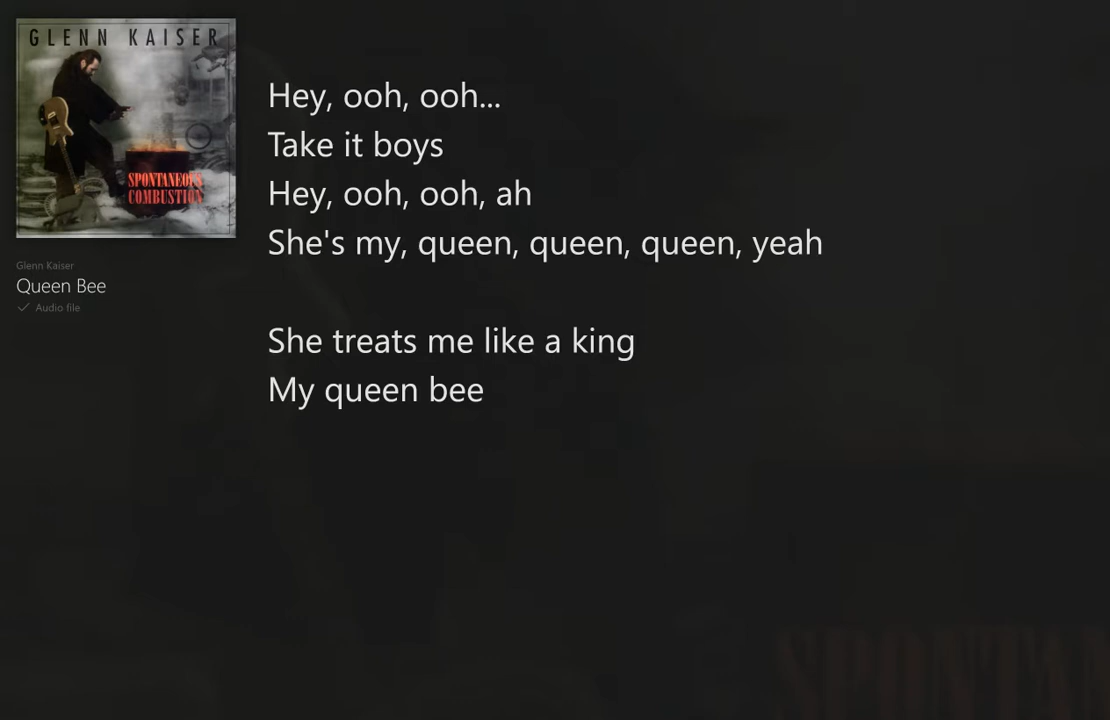 GLENN KAISER
SPONTANEOUS
COMBUSTION
Glenn Kaiser
Queen Bee
Audio file
Hey, ooh, ooh...
Take it boys
Hey, ooh, ooh, ah
She's my, queen, queen, queen, yeah
She treats me like a king
My queen bee
SPONTAN